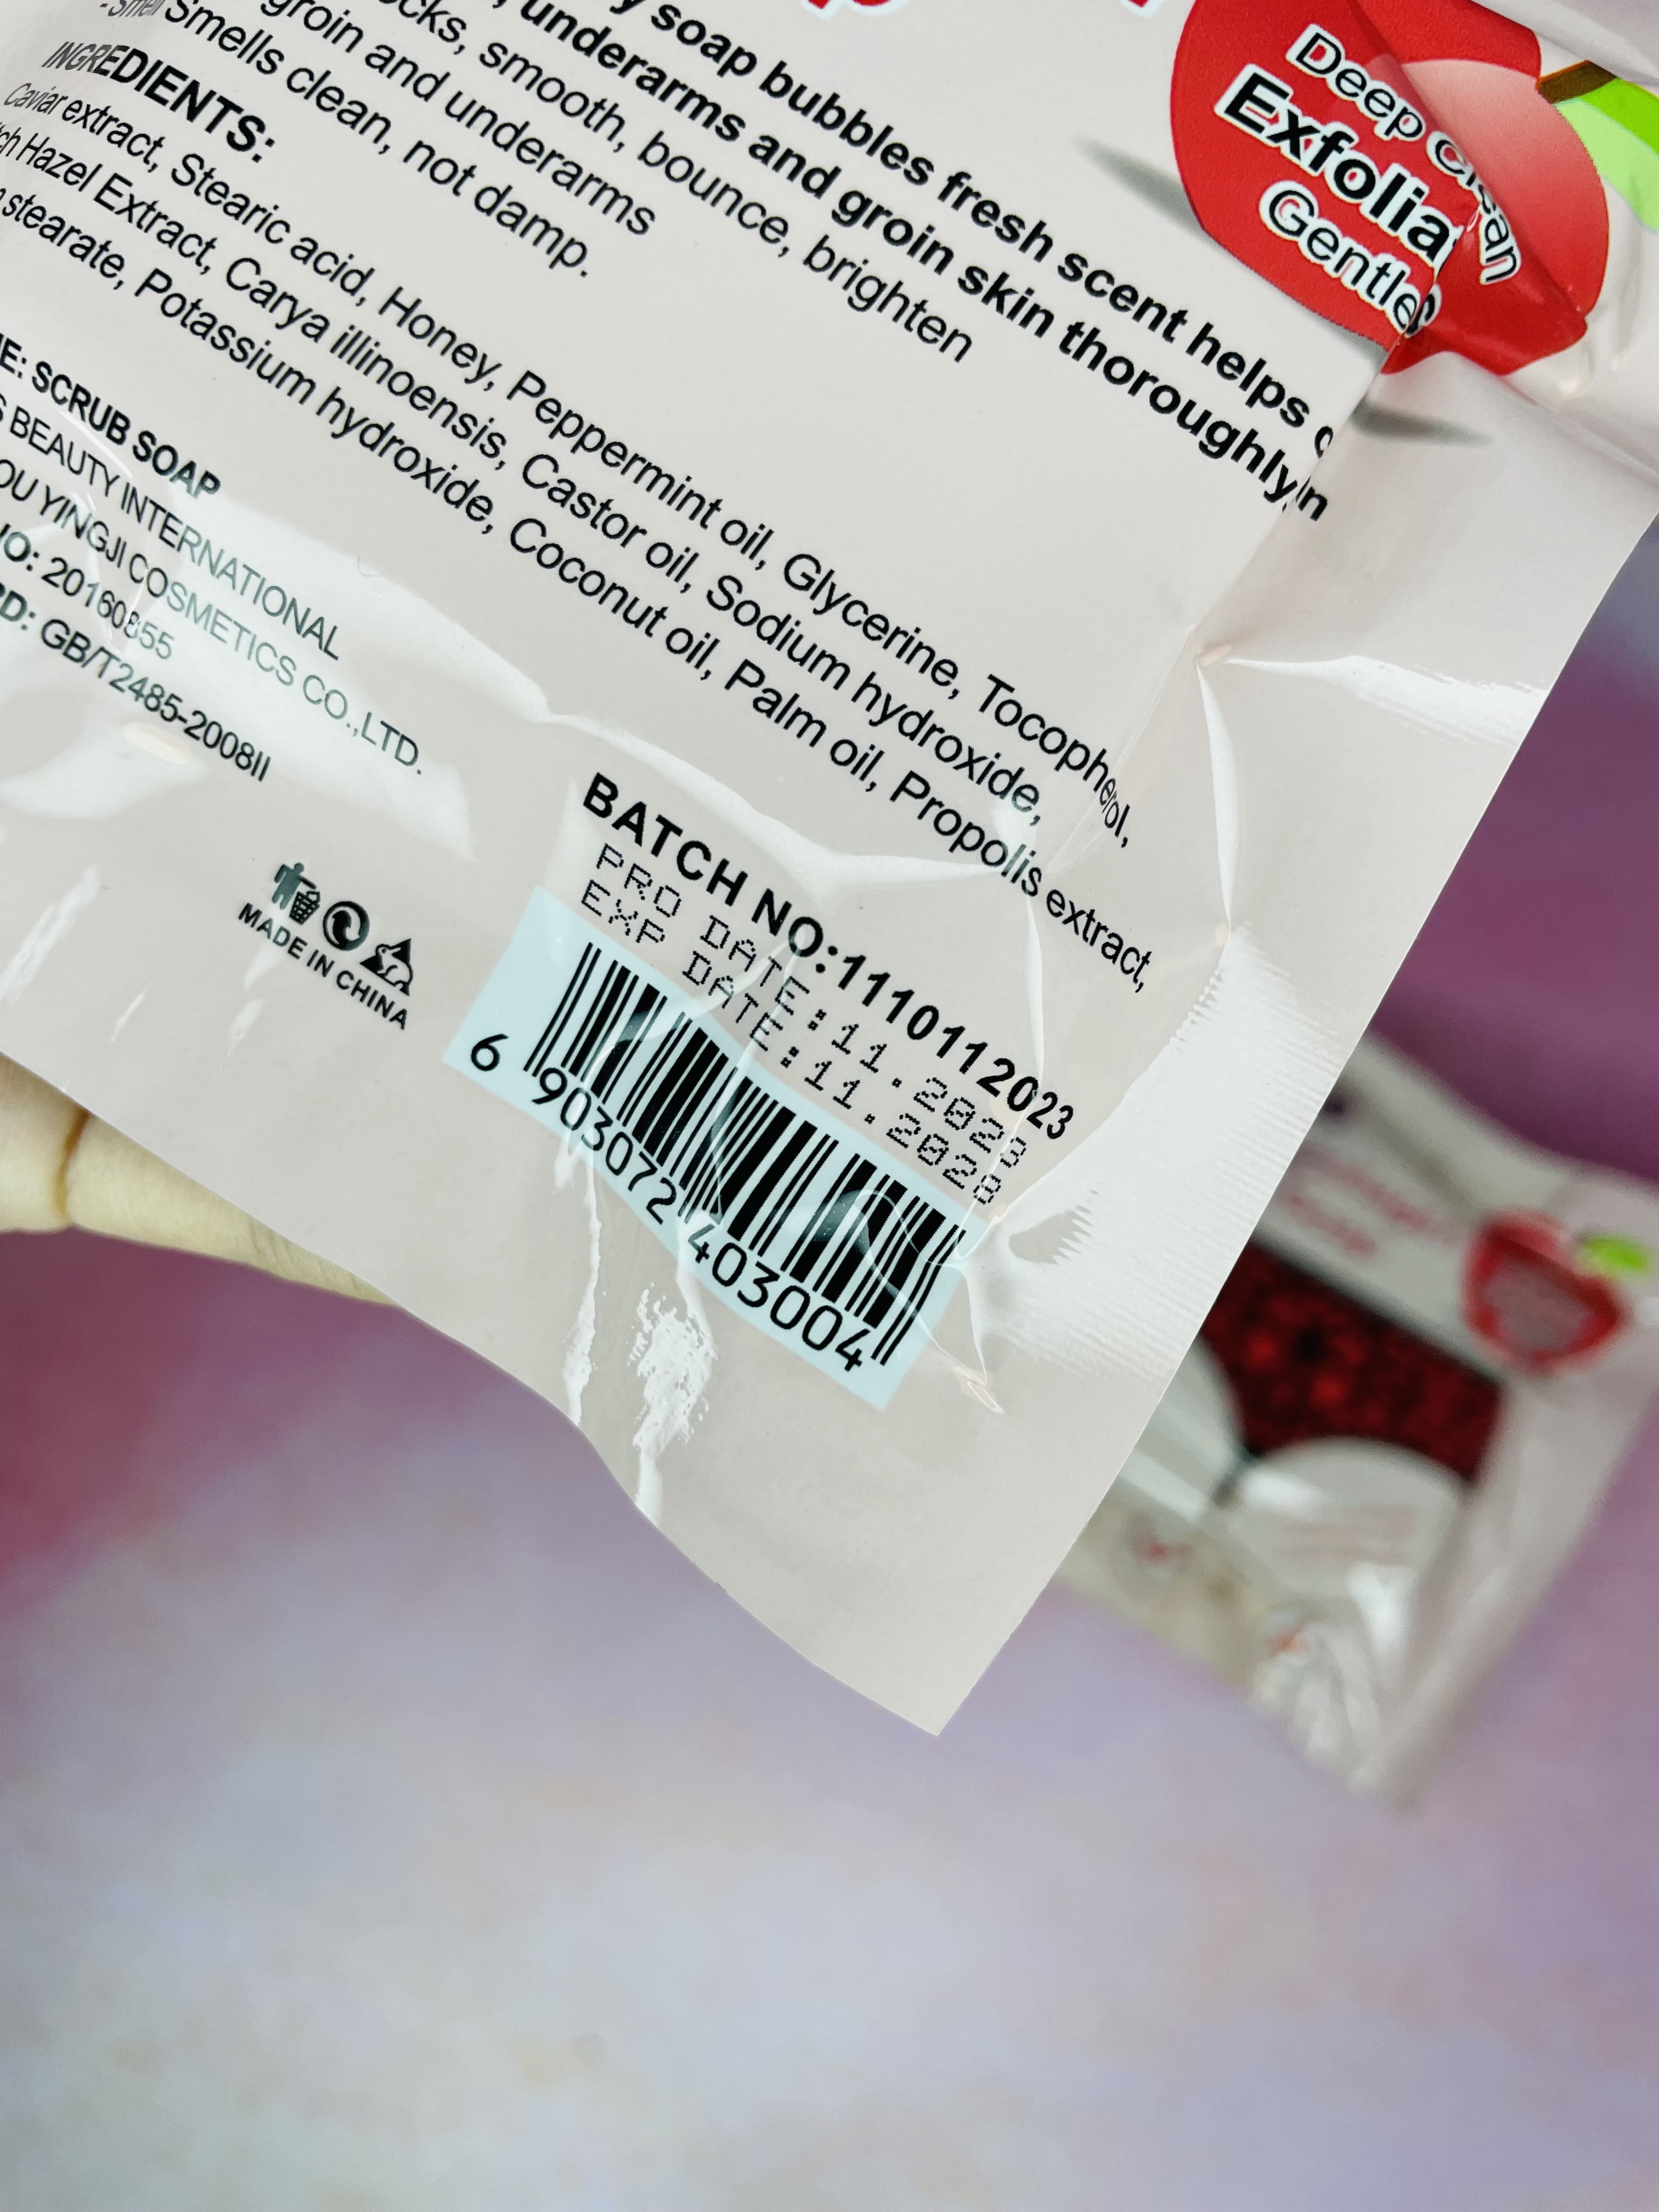 soap bubbles fresh scent helps
underarms and groin skin thoroughly
smooth, bounce, brighten
groin and underarms
Smells clean, not damp.
INGREDIENTS:
Caviar extract, Stearic acid, Honey, Peppermint oil, Glycerine, Tocopherol,
Hazel Extract, Carya illinoensis, Castor oil, Sodium hydroxide,
stearate, Potassium hydroxide, Coconut oil, Palm oil, Propolis extract,
SCRUB SOAP
BEAUTY INTERNATIONAL
YINGJI COSMETICS CO.,LTD.
20160855
GB/T2485-2008II
MADE IN CHINA
BATCH NO:1110112023
PRO DATE:11.2023
EXP DATE:11.2028
6 903072 403004
Deep Clean
Gentle